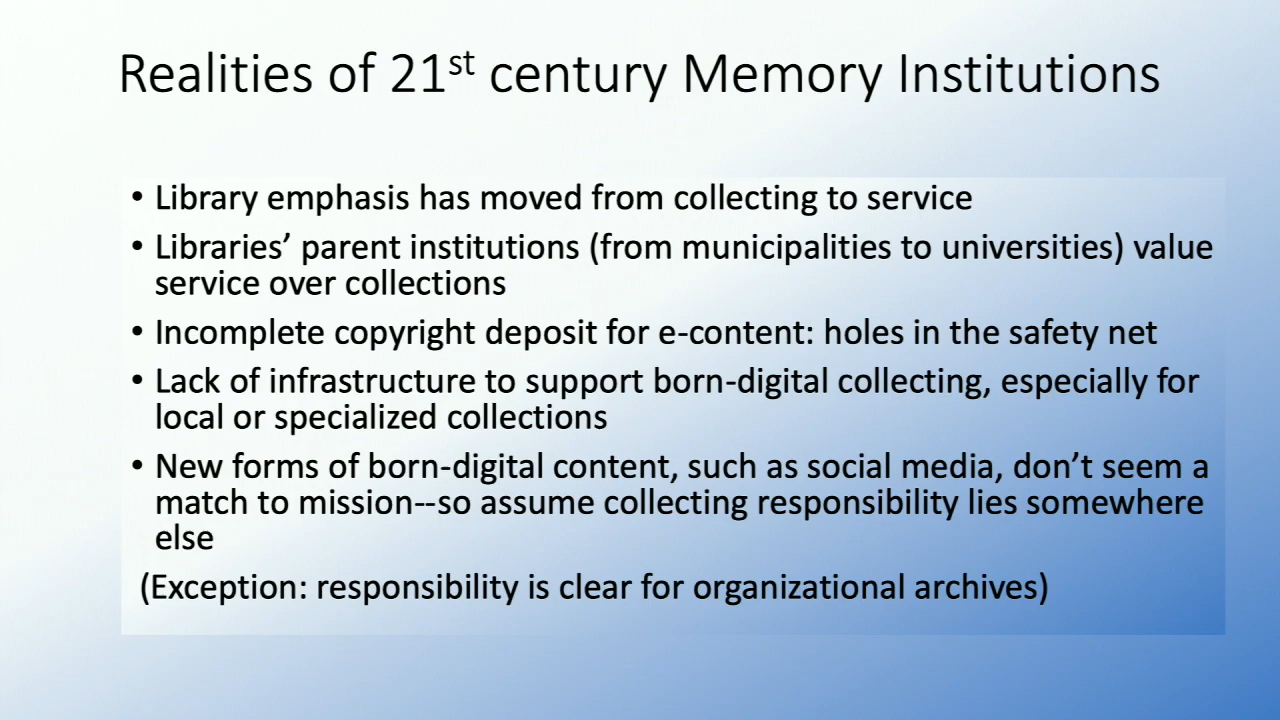 Realities of 21st century Memory Institutions
• Library emphasis has moved from collecting to service
• Libraries’ parent institutions (from municipalities to universities) value
service over collections
• Incomplete copyright deposit for e-content: holes in the safety net
• Lack of infrastructure to support born-digital collecting, especially for
local or specialized collections
• New forms of born-digital content, such as social media, don’t seem a
match to mission--so assume collecting responsibility lies somewhere
else
(Exception: responsibility is clear for organizational archives)